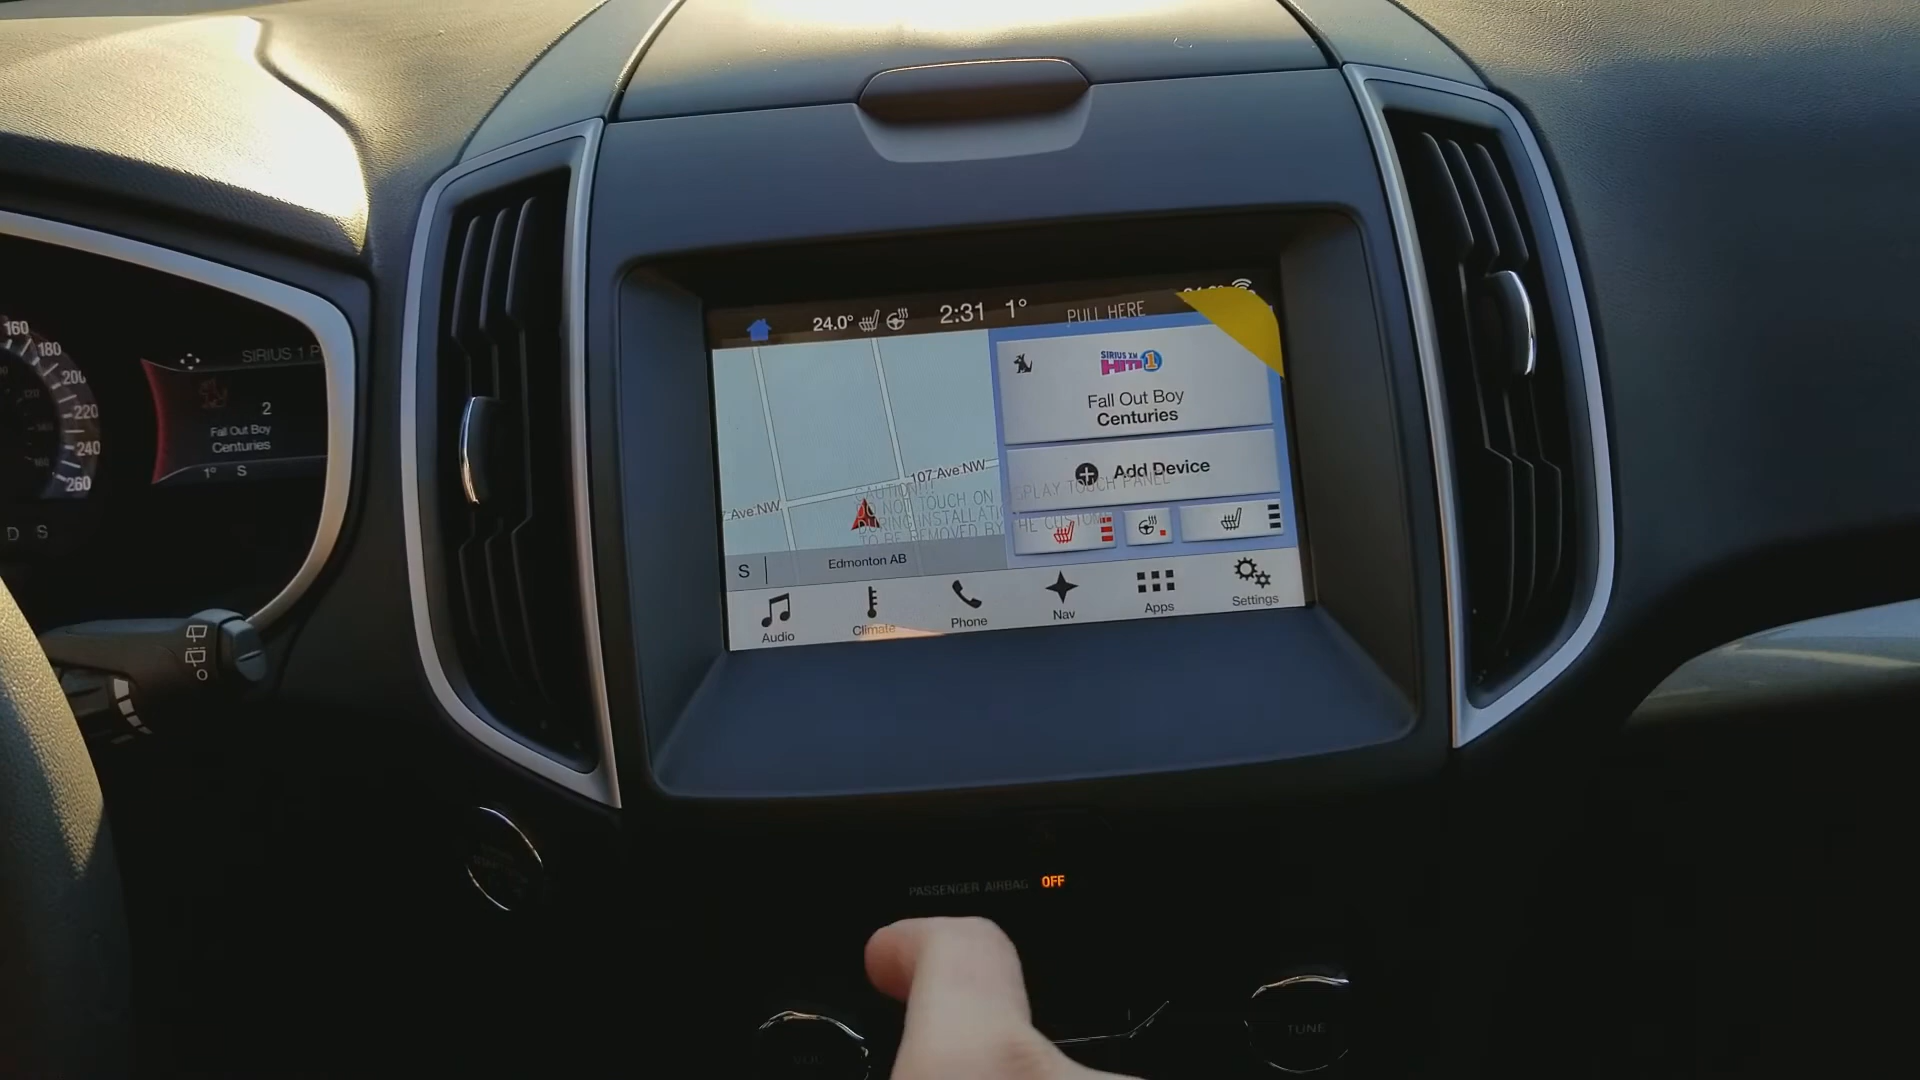 160
180
200
220
240
260
D S
SIRIUS 1
2
Fall Out Boy
Centuries
1° S
24.0° 2:31 1°
PULL HERE
SIRIUS XM
HITS 1
Fall Out Boy
Centuries
Add Device
107 Ave NW
Ave NW
CAUTION!!!
DO NOT TOUCH ON DISPLAY TOUCH PANEL
DURING INSTALLATION
TO BE REMOVED BY THE CUSTOMER
S
Edmonton AB
Audio
Climate
Phone
Nav
Apps
Settings
PASSENGER AIRBAG OFF
VOL
TUNE